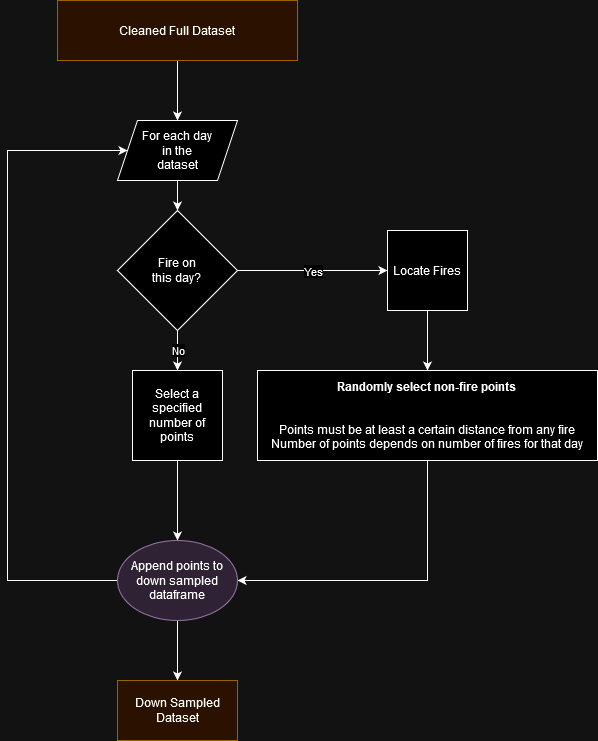 Cleaned Full Dataset
For each day
in the
dataset
Fire on
this day?
Yes
Locate Fires
No
Select a
specified
number of
points
Randomly select non-fire points
Points must be at least a certain distance from any fire
Number of points depends on number of fires for that day
Append points to
down sampled
dataframe
Down Sampled
Dataset